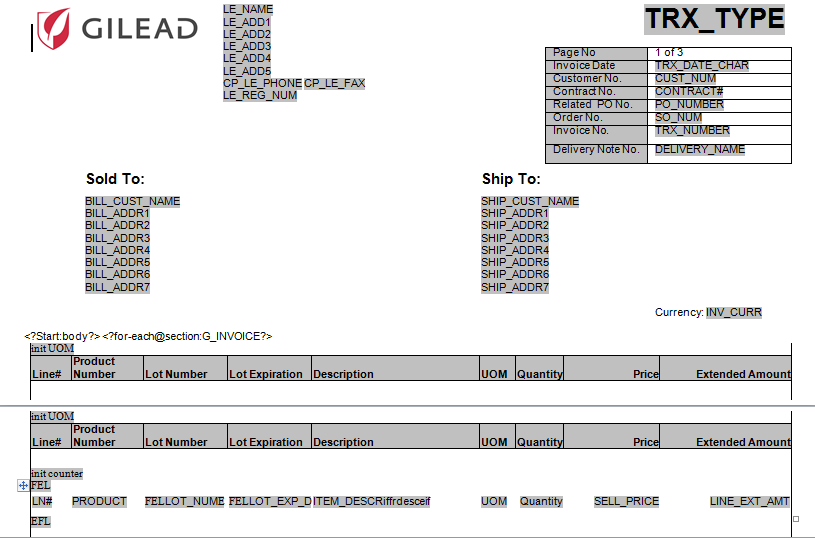 GILEAD
LE_NAME
LE_ADD1
LE_ADD2
LE_ADD3
LE_ADD4
LE_ADD5
CP_LE_PHONE CP_LE_FAX
LE_REG_NUM
TRX_TYPE
Page No 1 of 3
Invoice Date TRX_DATE_CHAR
Customer No. CUST_NUM
Contract No. CONTRACT#
Related PO No. PO_NUMBER
Order No. SO_NUM
Invoice No. TRX_NUMBER
Delivery Note No. DELIVERY_NAME
Sold To:
BILL_CUST_NAME
BILL_ADDR1
BILL_ADDR2
BILL_ADDR3
BILL_ADDR4
BILL_ADDR5
BILL_ADDR6
BILL_ADDR7
Ship To:
SHIP_CUST_NAME
SHIP_ADDR1
SHIP_ADDR2
SHIP_ADDR3
SHIP_ADDR4
SHIP_ADDR5
SHIP_ADDR6
SHIP_ADDR7
Currency: INV_CURR
<?Start:body?><?for-each@section:G_INVOICE?>
init UOM
Line# Product Number Lot Number Lot Expiration Description UOM Quantity Price Extended Amount
init UOM
Line# Product Number Lot Number Lot Expiration Description UOM Quantity Price Extended Amount
init counter
FEL
LN# PRODUCT FELLOT_NUME FELLOT_EXP_D ITEM_DESCRiffrdesceif UOM Quantity SELL_PRICE LINE_EXT_AMT
EFL